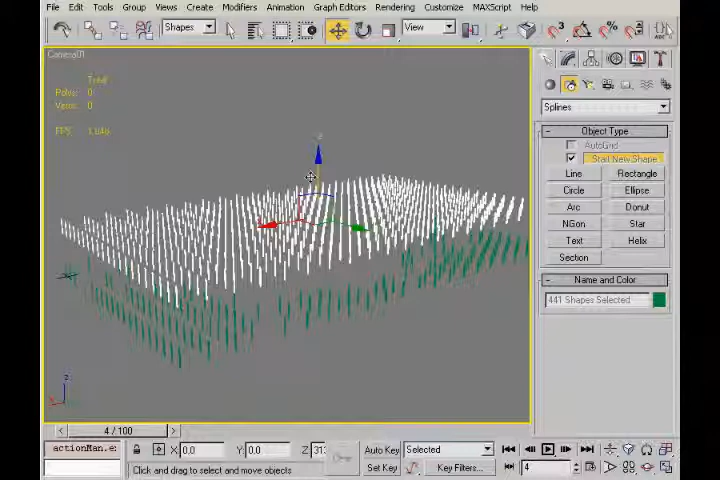 File Edit Tools Group Views Create Modifiers Animation Graph Editors Rendering Customize MAXScript Help
Shapes
View
ABC
Camera01
Total
Polys: 0
Verts: 0
FPS:
Splines
Object Type
AutoGrid
Start New Shape
Line Rectangle
Circle Ellipse
Arc Donut
NGon Star
Text Helix
Section
Name and Color
441 Shapes Selected
4 / 100
actionMan.e
X: 0.0 Y: 0.0 Z
Auto Key Selected
Click and drag to select and move objects
Set Key Key Filters... 4